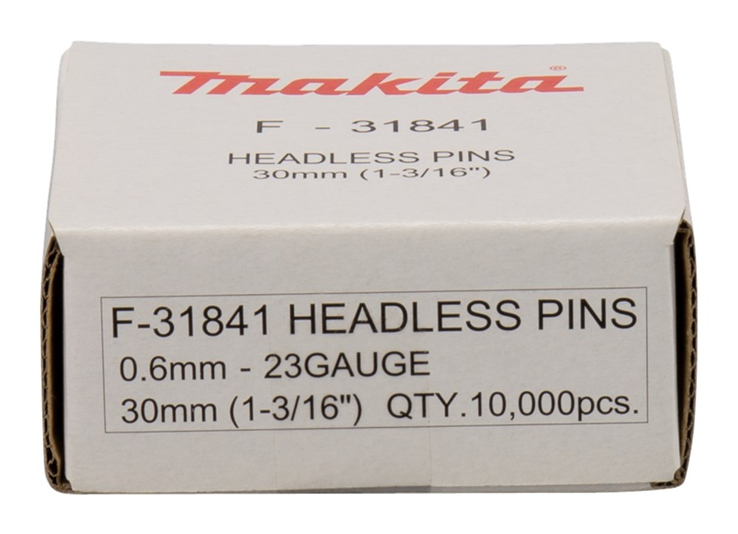 makita®
F - 31841
HEADLESS PINS
30mm (1-3/16")
F-31841 HEADLESS PINS
0.6mm - 23GAUGE
30mm (1-3/16") QTY.10,000pcs.